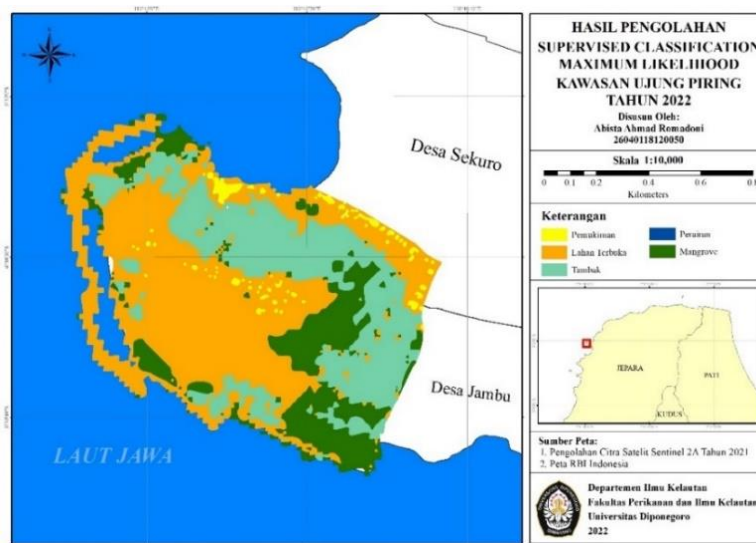 HASIL PENGOLAHAN
SUPERVISED CLASSIFICATION
MAXIMUM LIKELIHOOD
KAWASAN UJUNG PIRING
TAHUN 2022
Disusun Oleh:
Abista Ahmad Romadoni
26040118120050
Skala 1:10,000
0 0.1 0.2 0.4 0.6 0.8
Kilometers
Keterangan
Pemukiman
Perairan
Lahan Terbuka
Mangrove
Tambak
Desa Sekuro
Desa Jambu
LAUT JAWA
JEPARA
PATI
KUDUS
Sumber Peta:
1. Pengolahan Citra Satelit Sentinel 2A Tahun 2021
2. Peta RBI Indonesia
Departemen Ilmu Kelautan
Fakultas Perikanan dan Ilmu Kelautan
Universitas Diponegoro
2022